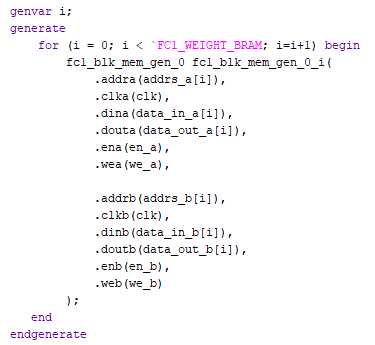 genvar i;
generate
for (i = 0; i < `FC1_WEIGHT_BRAM; i=i+1) begin
fc1_blk_mem_gen_0 fc1_blk_mem_gen_0_i(
.addra(addrs_a[i]),
.clka(clk),
.dina(data_in_a[i]),
.douta(data_out_a[i]),
.ena(en_a),
.wea(we_a),
.addrb(addrs_b[i]),
.clkb(clk),
.dinb(data_in_b[i]),
.doutb(data_out_b[i]),
.enb(en_b),
.web(we_b)
);
end
endgenerate